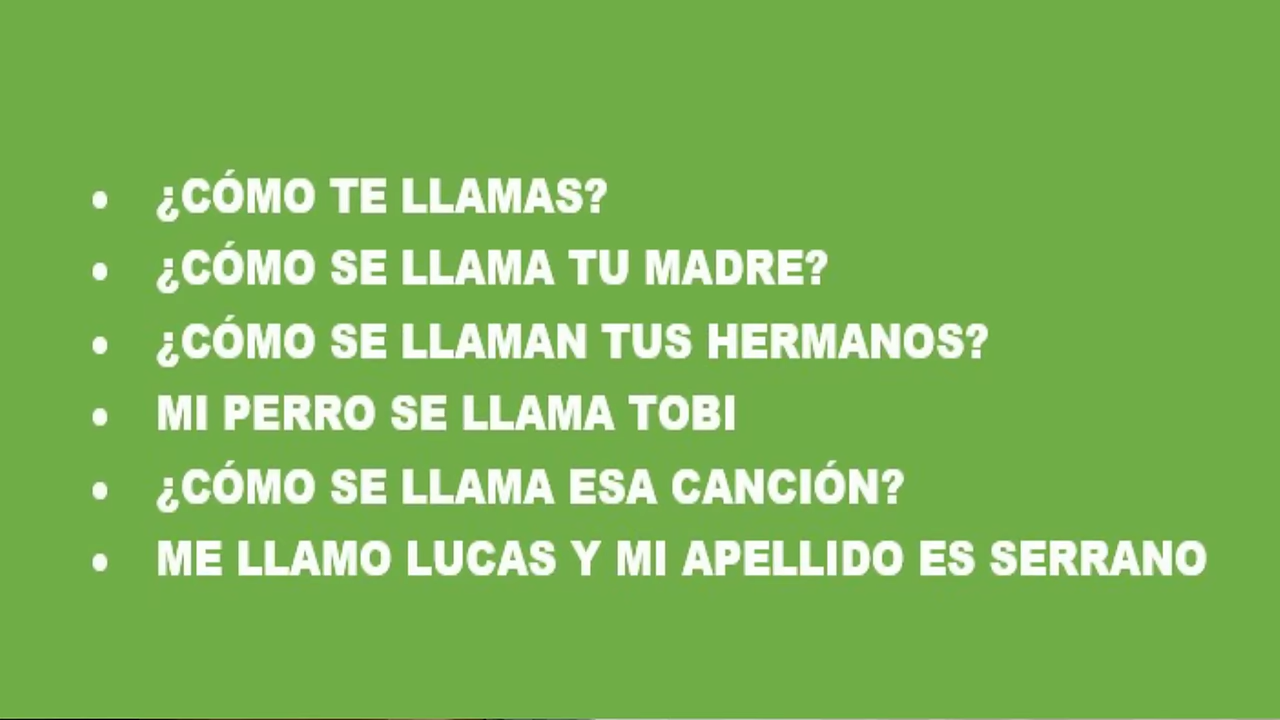 • ¿CÓMO TE LLAMAS?
• ¿CÓMO SE LLAMA TU MADRE?
• ¿CÓMO SE LLAMAN TUS HERMANOS?
• MI PERRO SE LLAMA TOBI
• ¿CÓMO SE LLAMA ESA CANCIÓN?
• ME LLAMO LUCAS Y MI APELLIDO ES SERRANO